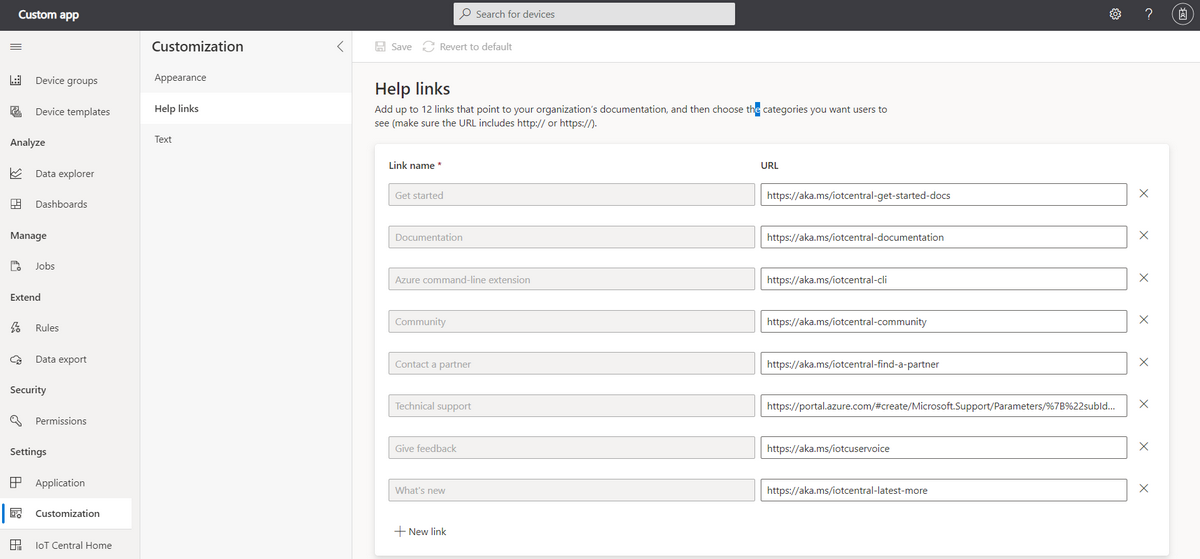 Custom app
Search for devices
?
Device groups
Device templates
Analyze
Data explorer
Dashboards
Manage
Jobs
Extend
Rules
Data export
Security
Permissions
Settings
Application
Customization
IoT Central Home
Customization
Appearance
Help links
Text
Save
Revert to default
Help links
Add up to 12 links that point to your organization's documentation, and then choose the categories you want users to
see (make sure the URL includes http:// or https://).
Link name *
URL
Get started
https://aka.ms/iotcentral-get-started-docs
Documentation
https://aka.ms/iotcentral-documentation
Azure command-line extension
https://aka.ms/iotcentral-cli
Community
https://aka.ms/iotcentral-community
Contact a partner
https://aka.ms/iotcentral-find-a-partner
Technical support
https://portal.azure.com/#create/Microsoft.Support/Parameters/%7B%22subId...
Give feedback
https://aka.ms/iotcuservoice
What's new
https://aka.ms/iotcentral-latest-more
New link